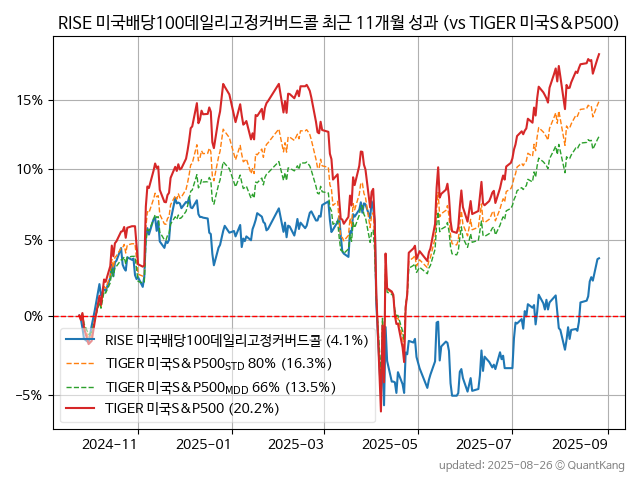 RISE 미국배당100데일리고정커버드콜 최근 11개월 성과 (vs TIGER 미국S&P500)
15%
10%
5%
0%
−5%
RISE 미국배당100데일리고정커버드콜 (4.1%)
TIGER 미국S&P500STD 80% (16.3%)
TIGER 미국S&P500MDD 66% (13.5%)
TIGER 미국S&P500 (20.2%)
2024-11 2025-01 2025-03 2025-05 2025-07 2025-09
updated: 2025-08-26 © QuantKang